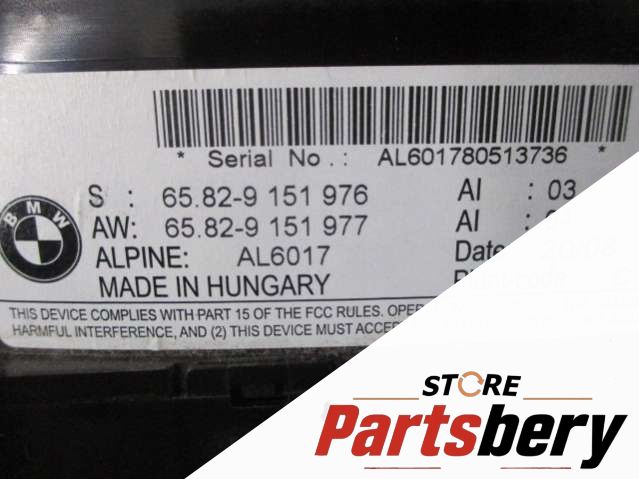 * Serial No.: AL601780513736 *
BMW
S : 65.82-9 151 976 AI : 03
AW: 65.82-9 151 977 AI :
ALPINE: AL6017 Date:
MADE IN HUNGARY
THIS DEVICE COMPLIES WITH PART 15 OF THE FCC RULES.
HARMFUL INTERFERENCE, AND (2) THIS DEVICE MUST
STORE
Partsbery